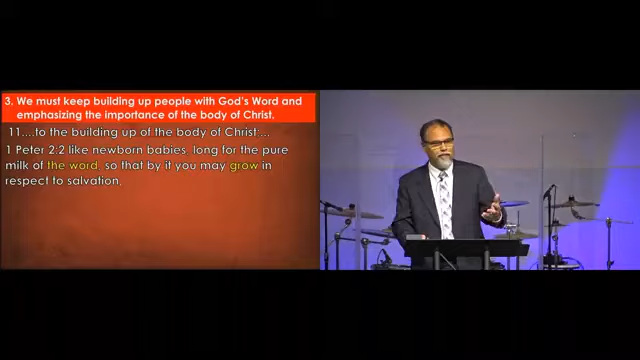 3. We must keep building up people with God's Word and
emphasizing the importance of the body of Christ.
11....to the building up of the body of Christ;...
1 Peter 2:2 like newborn babies, long for the pure
milk of the word, so that by it you may grow in
respect to salvation,